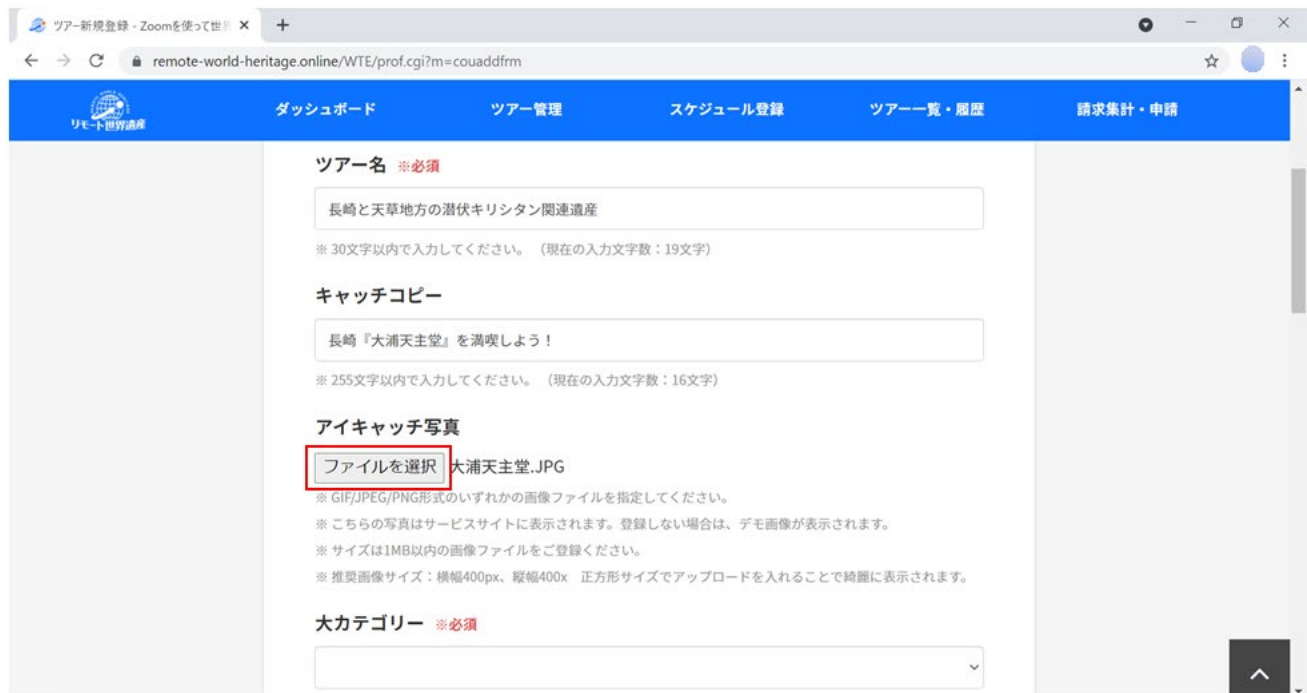 ツアー新規登録 - Zoomを使って世
remote-world-heritage.online/WTE/prof.cgi?m=couaddfrm
リモート世界遺産
ダッシュボード
ツアー管理
スケジュール登録
ツアー一覧・履歴
請求集計・申請
ツアー名 ※必須
長崎と天草地方の潜伏キリシタン関連遺産
※ 30文字以内で入力してください。 （現在の入力文字数：19文字）
キャッチコピー
長崎『大浦天主堂』を満喫しよう！
※ 255文字以内で入力してください。 （現在の入力文字数：16文字）
アイキャッチ写真
ファイルを選択 大浦天主堂.JPG
※ GIF/JPEG/PNG形式のいずれかの画像ファイルを指定してください。
※ こちらの写真はサービスサイトに表示されます。登録しない場合は、デモ画像が表示されます。
※ サイズは1MB以内の画像ファイルをご登録ください。
※ 推奨画像サイズ：横幅400px、縦幅400x 正方形サイズでアップロードを入れることで綺麗に表示されます。
大カテゴリー ※必須